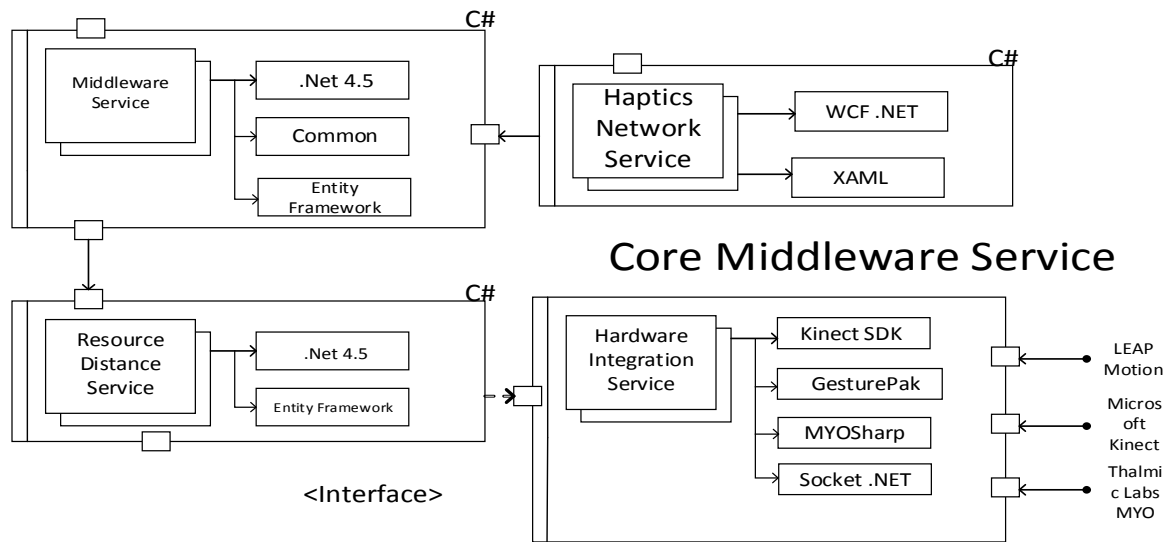 C#
Middleware
Service
.Net 4.5
Common
Entity
Framework
C#
Haptics
Network
Service
WCF .NET
XAML
Core Middleware Service
C#
Resource
Distance
Service
.Net 4.5
Entity Framework
<Interface>
Hardware
Integration
Service
Kinect SDK
GesturePak
MYOSharp
Socket .NET
LEAP
Motion
Micros
oft
Kinect
Thalmi
c Labs
MYO